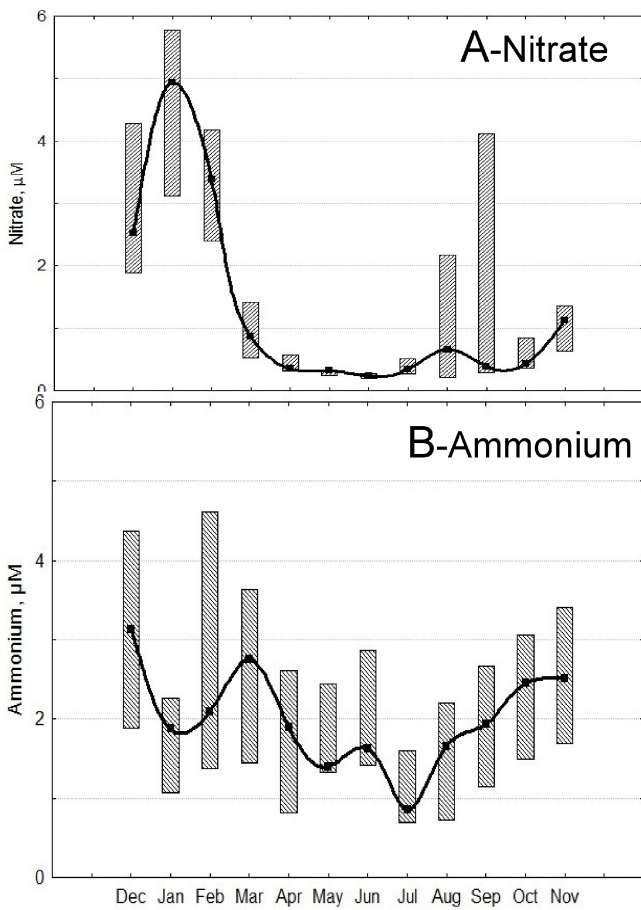 A-Nitrate
6
4
2
0
Nitrate, µM
B-Ammonium
6
4
2
0
Ammonium, µM
Dec Jan Feb Mar Apr May Jun Jul Aug Sep Oct Nov